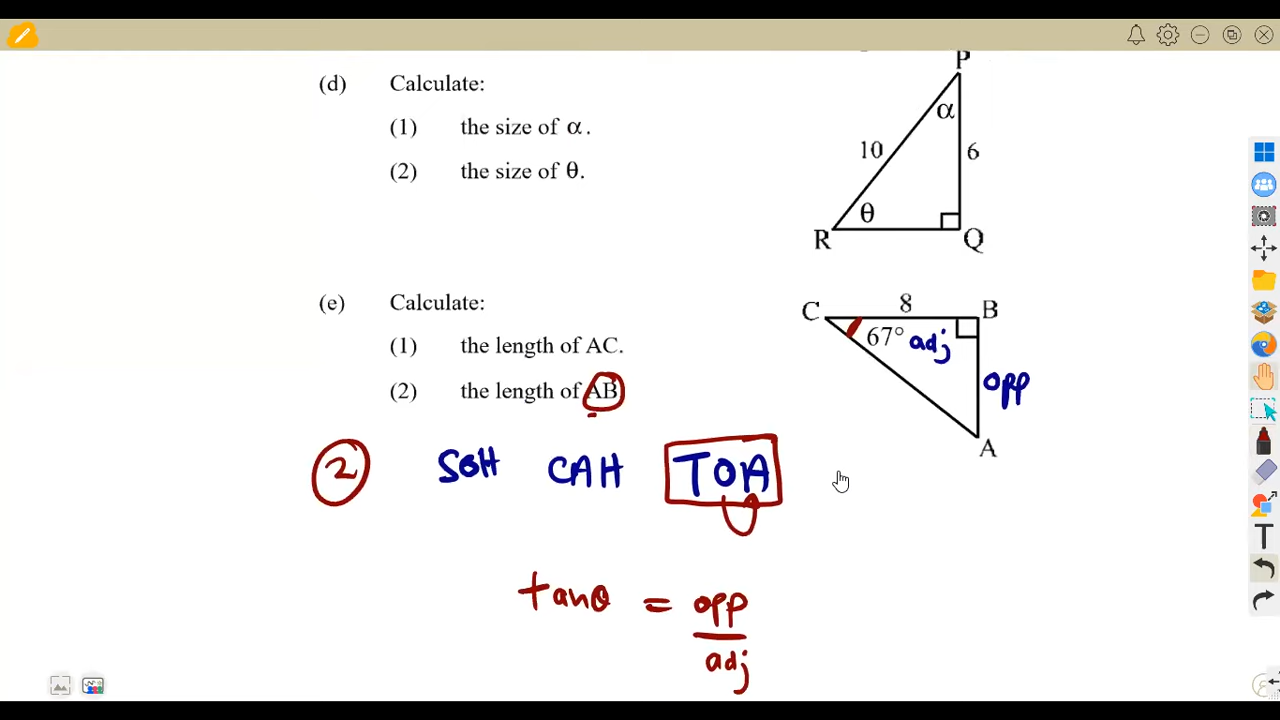 (d) Calculate:
(1) the size of α.
(2) the size of θ.
P
α
10
6
θ
R
Q
(e) Calculate:
(1) the length of AC.
(2) the length of AB
C
8
B
67°
adj
opp
A
2
SOH CAH TOA
tanθ = opp
adj
T